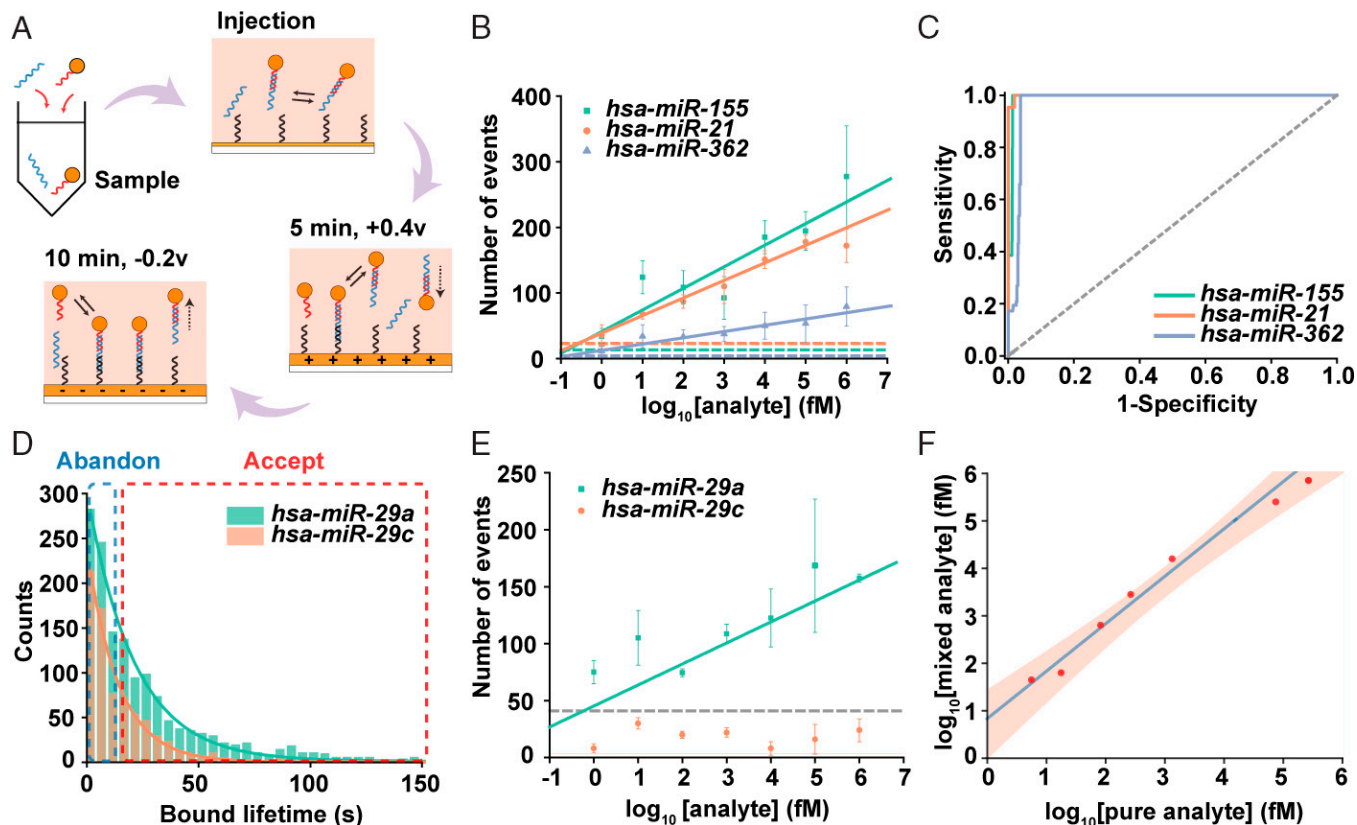 A
Injection
Sample
5 min, +0.4v
+ + + + + +
10 min, -0.2v
- - - - - - -
B
Number of events
400
300
200
100
0
hsa-miR-155
hsa-miR-21
hsa-miR-362
-1 0 1 2 3 4 5 6 7
log10[analyte] (fM)
C
Sensitivity
1.0
0.8
0.6
0.4
0.2
0.0
hsa-miR-155
hsa-miR-21
hsa-miR-362
0.0 0.2 0.4 0.6 0.8 1.0
1-Specificity
D
Abandon Accept
Counts
300
250
200
150
100
50
0
hsa-miR-29a
hsa-miR-29c
0 50 100 150
Bound lifetime (s)
E
Number of events
250
200
150
100
50
0
hsa-miR-29a
hsa-miR-29c
-1 0 1 2 3 4 5 6 7
log10 [analyte] (fM)
F
log10[mixed analyte] (fM)
6
5
4
3
2
1
0
0 1 2 3 4 5 6
log10[pure analyte] (fM)